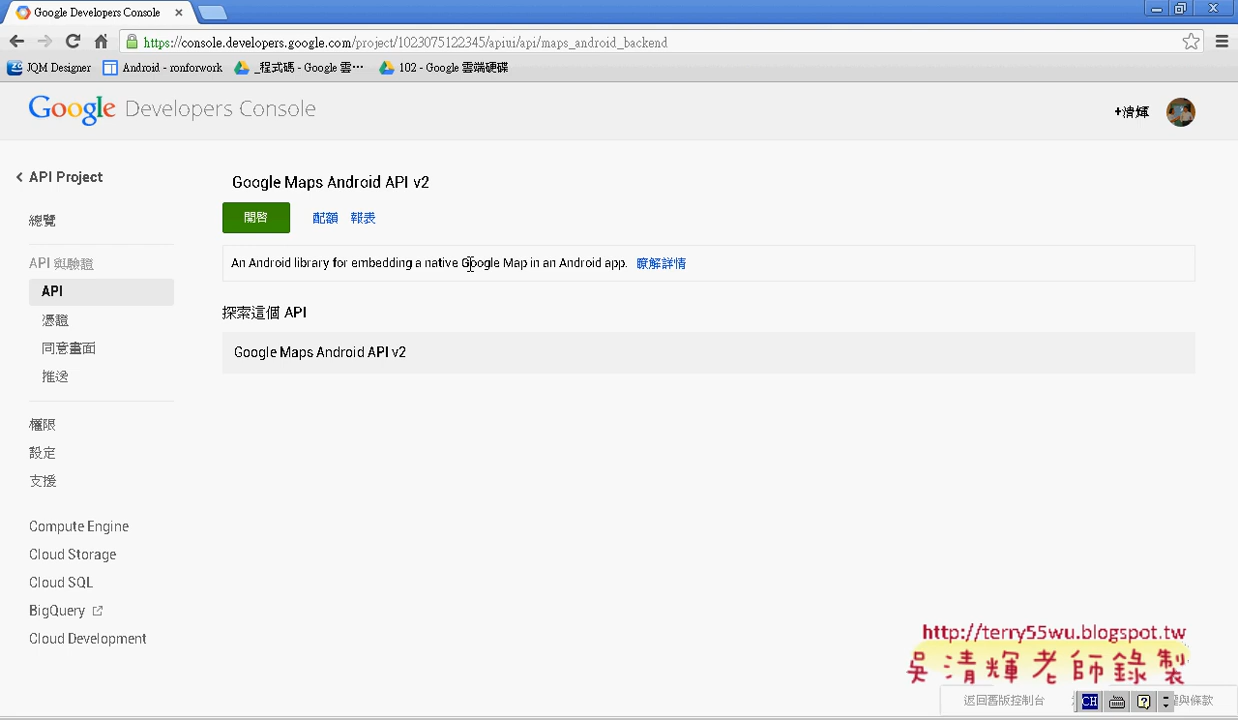 Google Developers Console
https://console.developers.google.com/project/1023075122345/apiui/api/maps_android_backend
JQM Designer
Android - ronforwork
_程式碼 - Google 雲…
102 - Google 雲端硬碟
Google Developers Console
+清輝
API Project
總覽
API 與驗證
API
憑證
同意畫面
推送
權限
設定
支援
Compute Engine
Cloud Storage
Cloud SQL
BigQuery
Cloud Development
Google Maps Android API v2
開啓
配額 報表
An Android library for embedding a native Google Map in an Android app. 瞭解詳情
探索這個 API
Google Maps Android API v2
http://terry55wu.blogspot.tw
吳清輝老師錄製
返回舊版控制台
CH
與條款